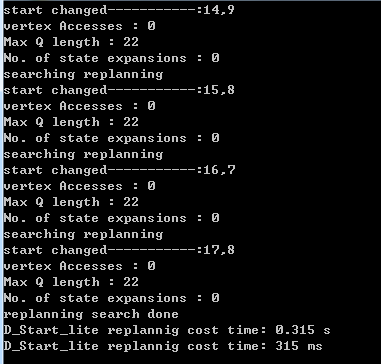 start changed-----------:14,9
vertex Accesses : 0
Max Q length : 22
No. of state expansions : 0
searching replanning
start changed-----------:15,8
vertex Accesses : 0
Max Q length : 22
No. of state expansions : 0
searching replanning
start changed-----------:16,7
vertex Accesses : 0
Max Q length : 22
No. of state expansions : 0
searching replanning
start changed-----------:17,8
vertex Accesses : 0
Max Q length : 22
No. of state expansions : 0
replanning search done
D_Start_lite replannig cost time: 0.315 s
D_Start_lite replannig cost time: 315 ms